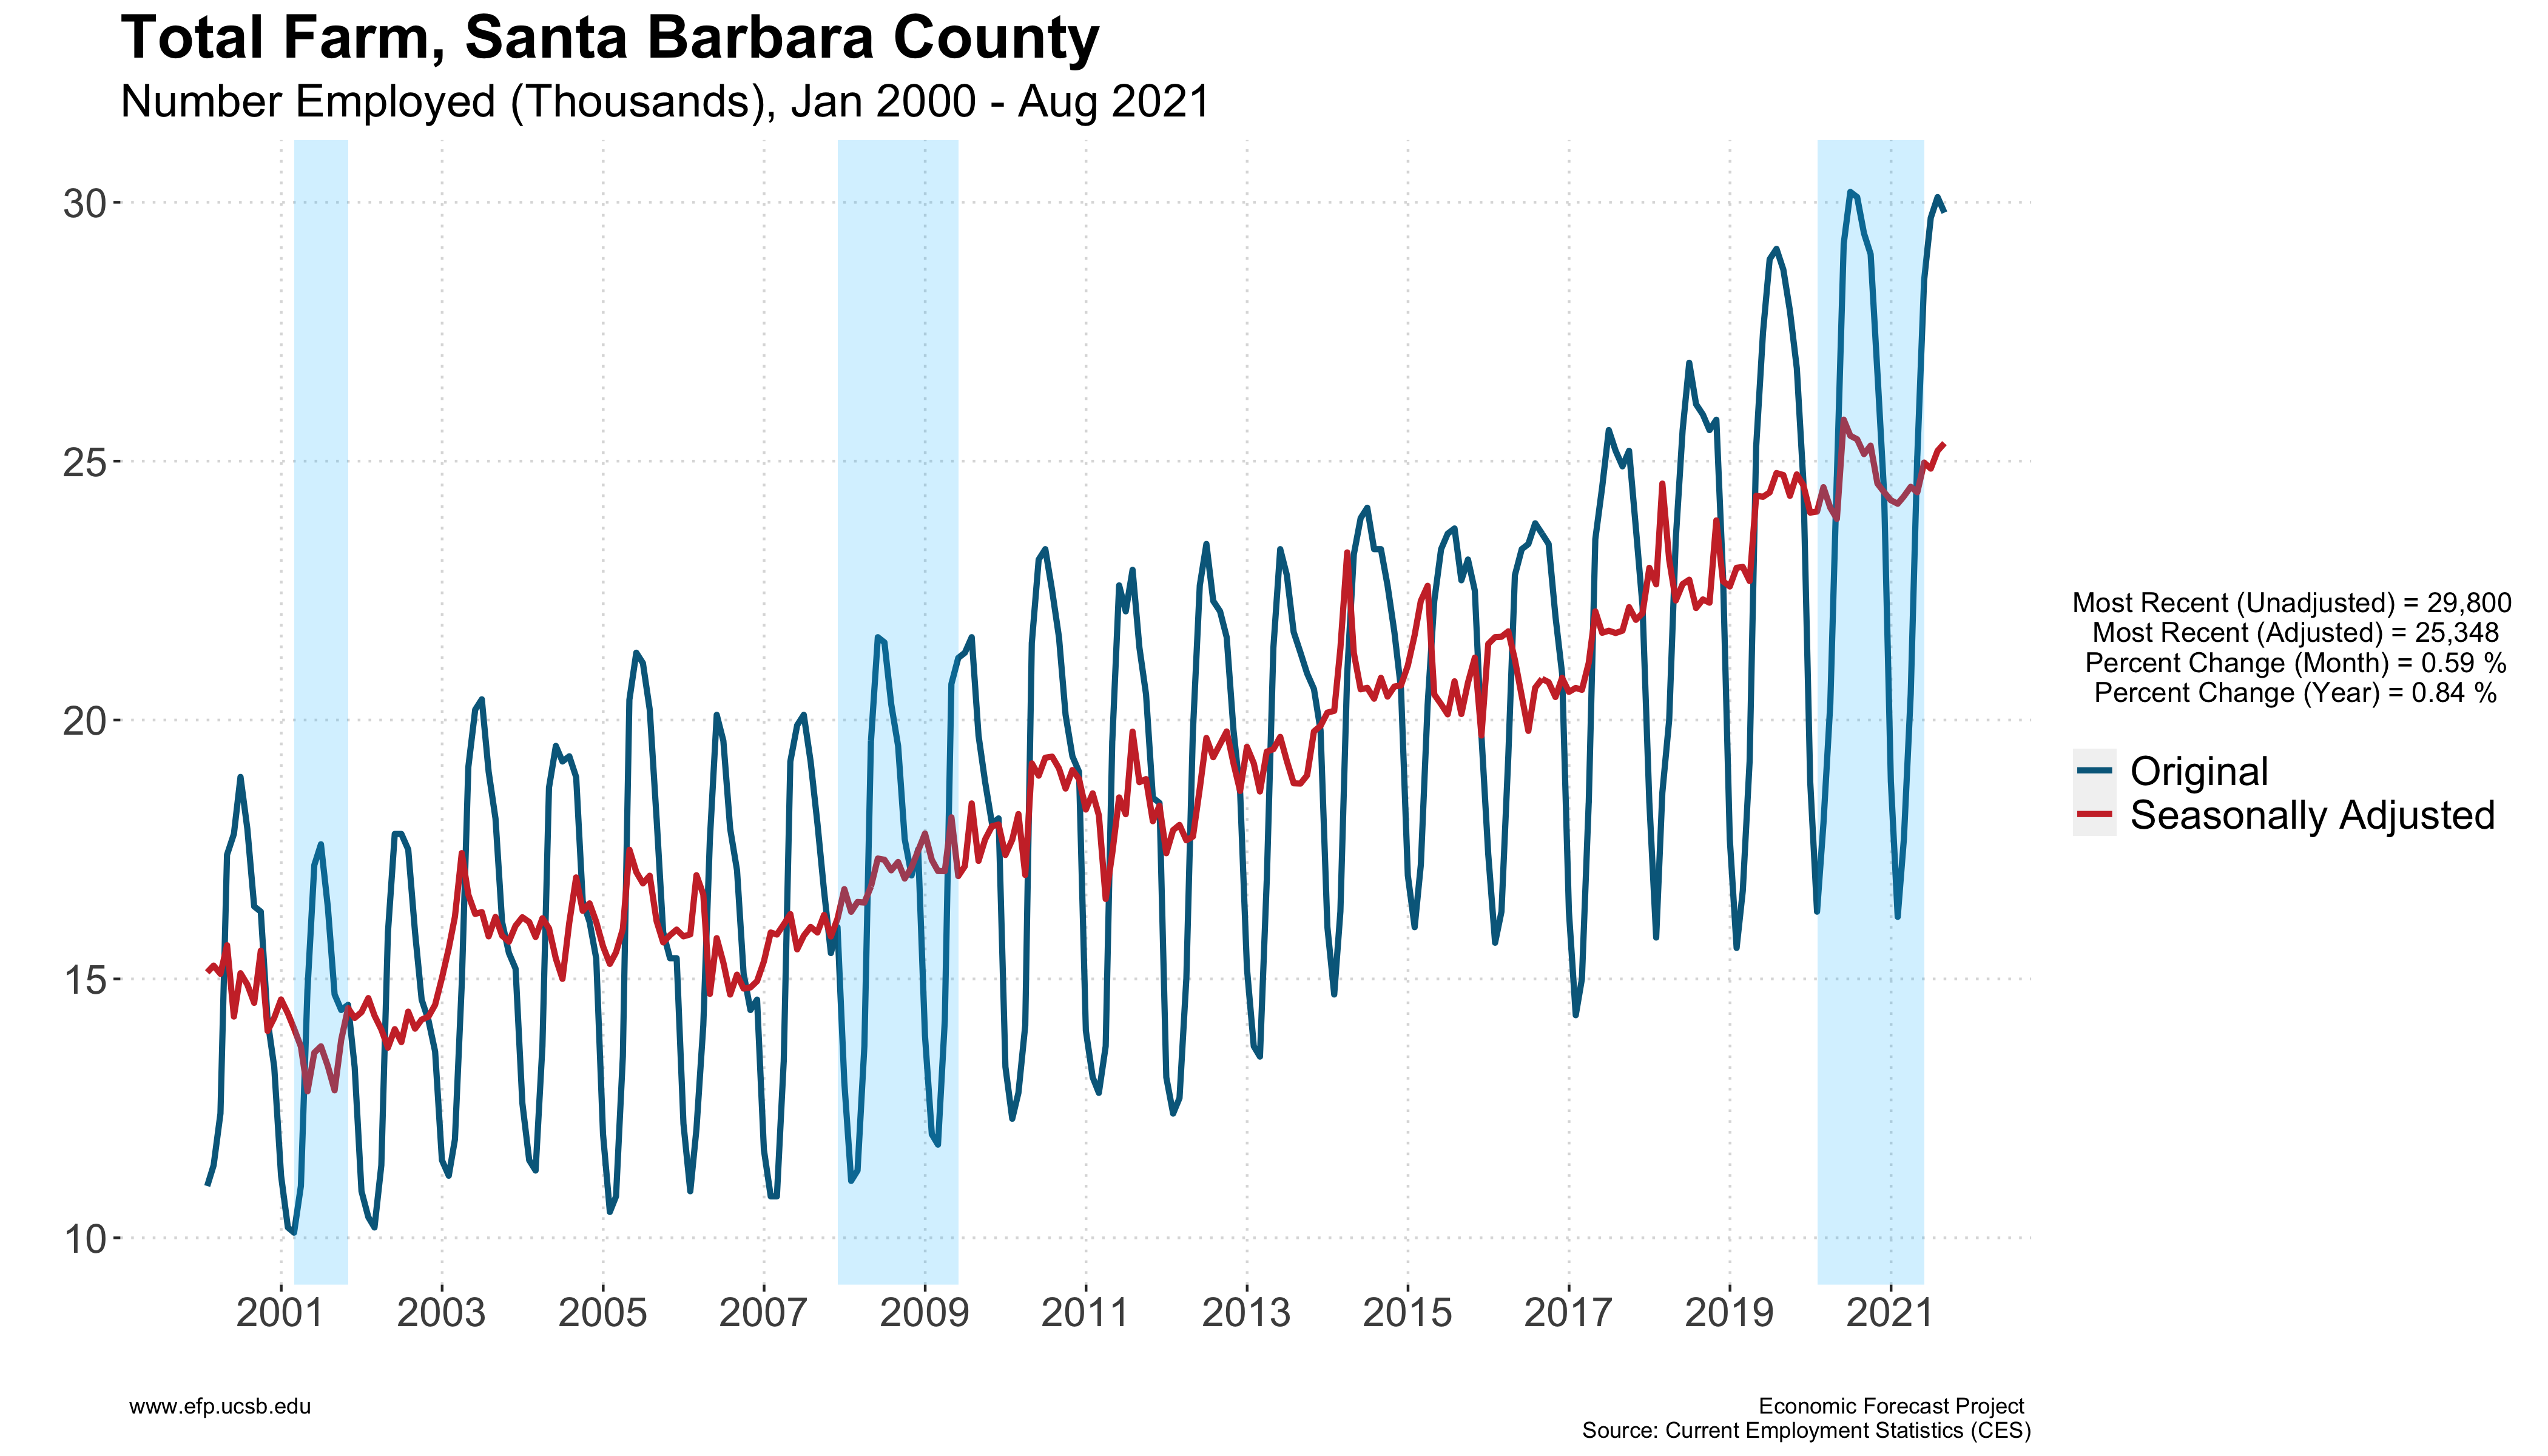 Total Farm, Santa Barbara County
Number Employed (Thousands), Jan 2000 - Aug 2021
30
25
20
15
10
2001 2003 2005 2007 2009 2011 2013 2015 2017 2019 2021
Most Recent (Unadjusted) = 29,800
Most Recent (Adjusted) = 25,348
Percent Change (Month) = 0.59 %
Percent Change (Year) = 0.84 %
Original
Seasonally Adjusted
www.efp.ucsb.edu
Economic Forecast Project
Source: Current Employment Statistics (CES)